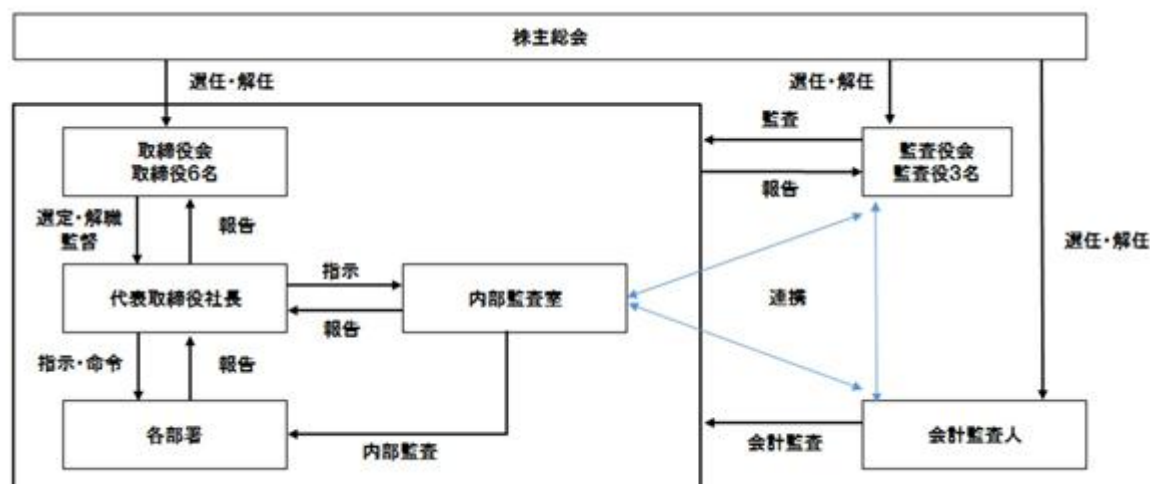 株主総会
選任・解任
選任・解任
監査
取締役会
取締役6名
監査役会
監査役3名
報告
選定・解職
監督
報告
選任・解任
指示
代表取締役社長
内部監査室
連携
報告
指示・命令
報告
各部署
内部監査
会計監査
会計監査人